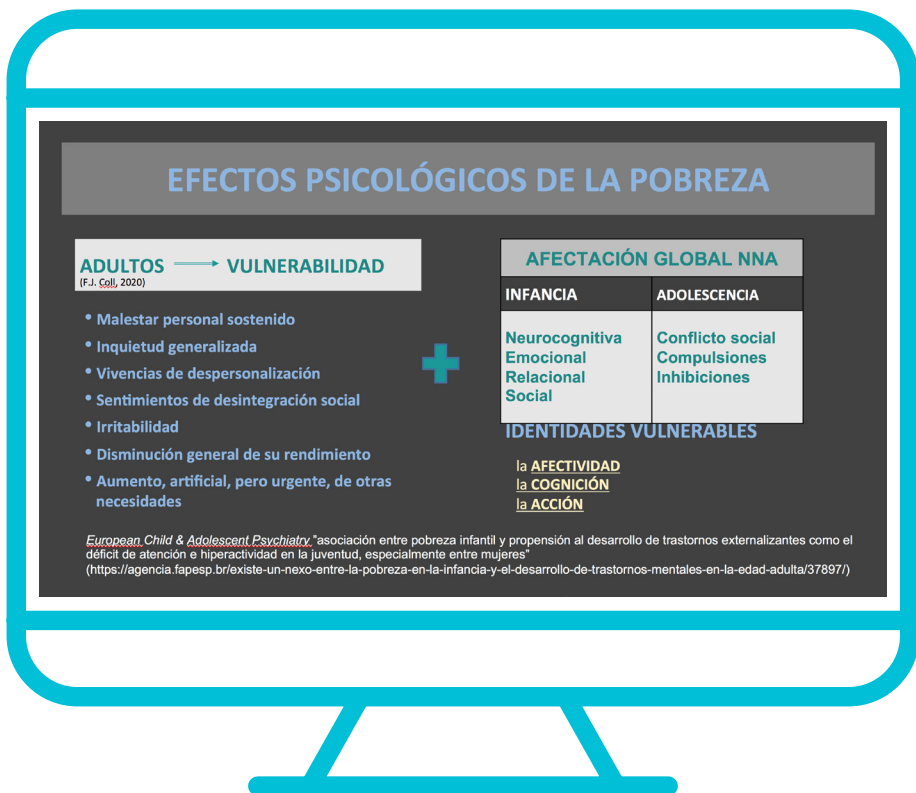 EFECTOS PSICOLÓGICOS DE LA POBREZA
ADULTOS VULNERABILIDAD
(F.J. Coll, 2020)
• Malestar personal sostenido
• Inquietud generalizada
• Vivencias de despersonalización
• Sentimientos de desintegración social
• Irritabilidad
• Disminución general de su rendimiento
• Aumento, artificial, pero urgente, de otras
necesidades
AFECTACIÓN GLOBAL NNA
INFANCIA
Neurocognitiva
Emocional
Relacional
Social
ADOLESCENCIA
Conflicto social
Compulsiones
Inhibiciones
IDENTIDADES VULNERABLES
la AFECTIVIDAD
la COGNICIÓN
la ACCIÓN
European Child & Adolescent Psychiatry "asociación entre pobreza infantil y propensión al desarrollo de trastornos externalizantes como el
déficit de atención e hiperactividad en la juventud, especialmente entre mujeres"
(https://agencia.fapesp.br/existe-un-nexo-entre-la-pobreza-en-la-infancia-y-el-desarrollo-de-trastornos-mentales-en-la-edad-adulta/37897/)